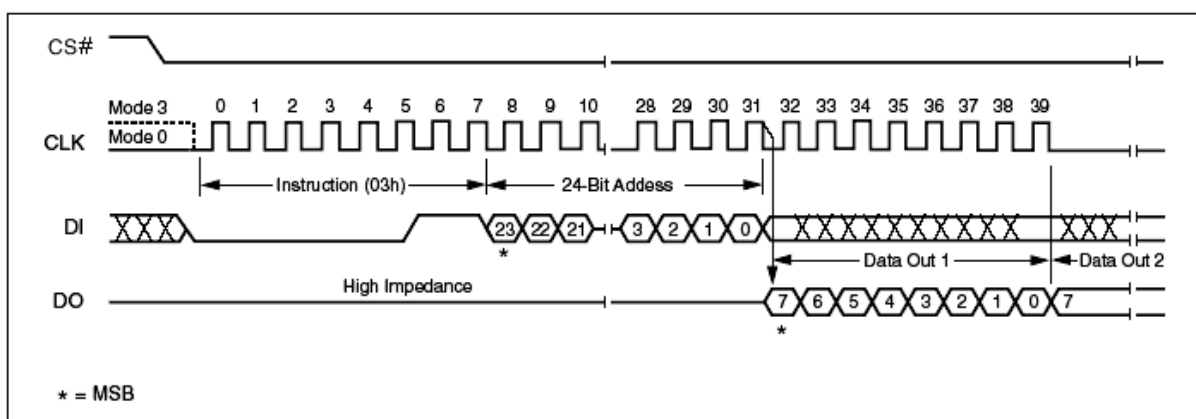 CS#
Mode 3 0 1 2 3 4 5 6 7 8 9 10 28 29 30 31 32 33 34 35 36 37 38 39
CLK Mode 0
Instruction (03h) 24-Bit Addess
DI 23 22 21 3 2 1 0
* Data Out 1 Data Out 2
High Impedance
DO 7 6 5 4 3 2 1 0 7
*
* = MSB